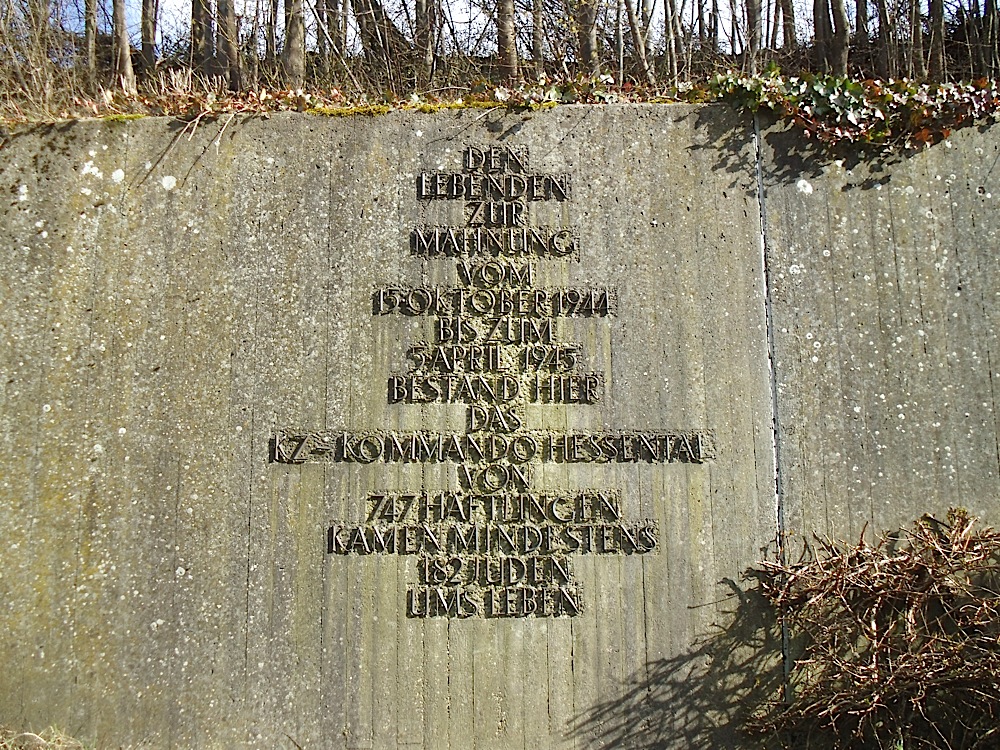 DEN
LEBENDEN
ZUR
MAHNUNG
VOM
15·OKTOBER 1944
BIS ZUM
5·APRIL 1945
BESTAND HIER
DAS
KZ-KOMMANDO HESSENTAL
VON
747 HÄFTLINGEN
KAMEN MINDESTENS
182 JUDEN
UMS LEBEN